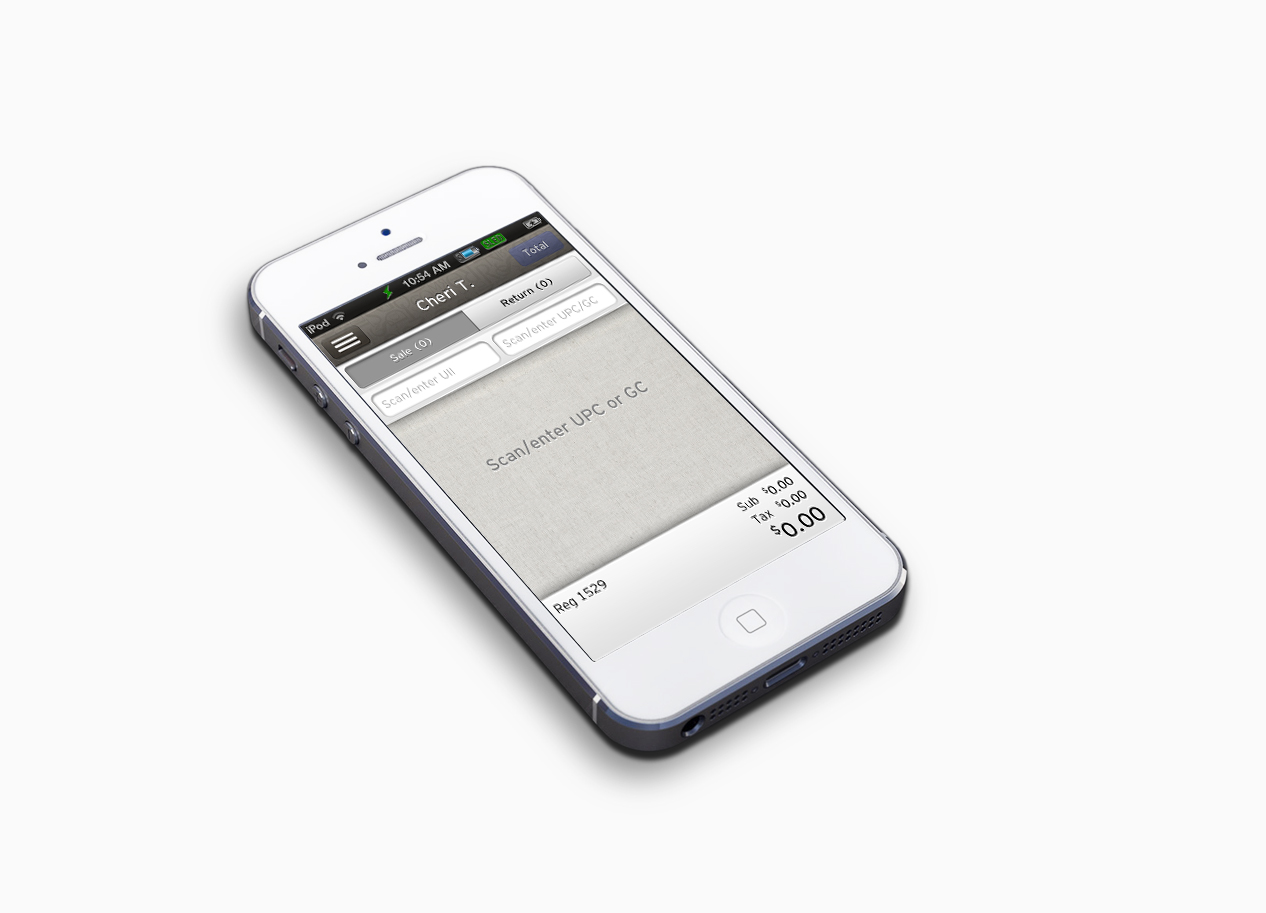 iPod 10:54 AM
Cheri T.
Total
Sale (0)
Return (0)
Scan/enter UII
Scan/enter UPC/GC
Scan/enter UPC or GC
Sub $0.00
Tax $0.00
$0.00
Reg 1529